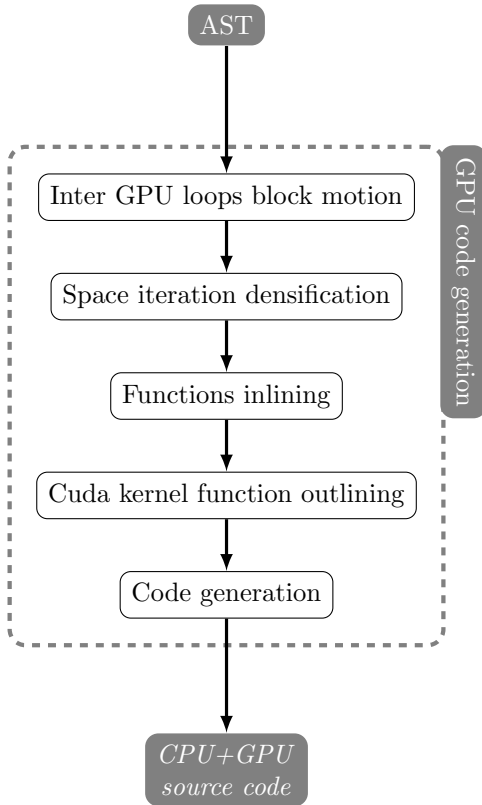 AST
GPU code generation
Inter GPU loops block motion
Space iteration densification
Functions inlining
Cuda kernel function outlining
Code generation
CPU+GPU
source code